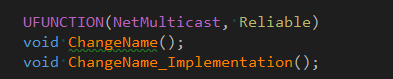 UFUNCTION(NetMulticast, Reliable)
void ChangeName();
void ChangeName_Implementation();